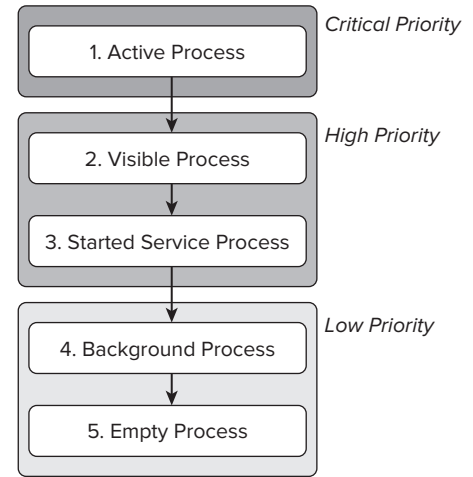 Critical Priority
1. Active Process
High Priority
2. Visible Process
3. Started Service Process
Low Priority
4. Background Process
5. Empty Process